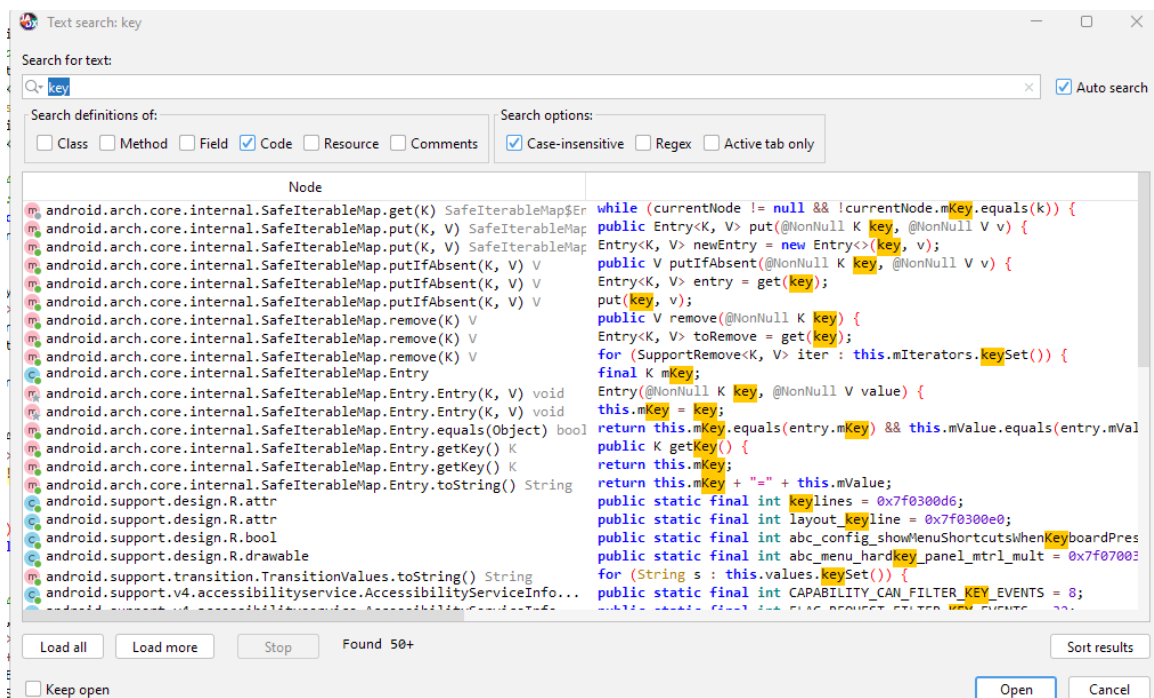 Text search: key
Search for text:
key
Auto search
Search definitions of:
Search options:
Class Method Field Code Resource Comments
Case-insensitive Regex Active tab only
Node
android.arch.core.internal.SafeIterableMap.get(K) SafeIterableMap$En while (currentNode != null && !currentNode.mKey.equals(k)) {
android.arch.core.internal.SafeIterableMap.put(K, V) SafeIterableMap public Entry<K, V> put(@NonNull K key, @NonNull V v) {
android.arch.core.internal.SafeIterableMap.put(K, V) SafeIterableMap Entry<K, V> newEntry = new Entry<>(key, v);
android.arch.core.internal.SafeIterableMap.putIfAbsent(K, V) V public V putIfAbsent(@NonNull K key, @NonNull V v) {
android.arch.core.internal.SafeIterableMap.putIfAbsent(K, V) V Entry<K, V> entry = get(key);
android.arch.core.internal.SafeIterableMap.putIfAbsent(K, V) V put(key, v);
android.arch.core.internal.SafeIterableMap.remove(K) V public V remove(@NonNull K key) {
android.arch.core.internal.SafeIterableMap.remove(K) V Entry<K, V> toRemove = get(key);
android.arch.core.internal.SafeIterableMap.remove(K) V for (SupportRemove<K, V> iter : this.mIterators.keySet()) {
android.arch.core.internal.SafeIterableMap.Entry final K mKey;
android.arch.core.internal.SafeIterableMap.Entry.Entry(K, V) void Entry(@NonNull K key, @NonNull V value) {
android.arch.core.internal.SafeIterableMap.Entry.Entry(K, V) void this.mKey = key;
android.arch.core.internal.SafeIterableMap.Entry.equals(Object) bool return this.mKey.equals(entry.mKey) && this.mValue.equals(entry.mVal
android.arch.core.internal.SafeIterableMap.Entry.getKey() K public K getKey() {
android.arch.core.internal.SafeIterableMap.Entry.getKey() K return this.mKey;
android.arch.core.internal.SafeIterableMap.Entry.toString() String return this.mKey + "=" + this.mValue;
android.support.design.R.attr public static final int keylines = 0x7f0300d6;
android.support.design.R.attr public static final int layout_keyline = 0x7f0300e0;
android.support.design.R.bool public static final int abc_config_showMenuShortcutsWhenKeyboardPres
android.support.design.R.drawable public static final int abc_menu_hardkey_panel_mtrl_mult = 0x7f07003
android.support.transition.TransitionValues.toString() String for (String s : this.values.keySet()) {
android.support.v4.accessibilityservice.AccessibilityServiceInfo... public static final int CAPABILITY_CAN_FILTER_KEY_EVENTS = 8;
Load all Load more Stop Found 50+ Sort results
Keep open Open Cancel